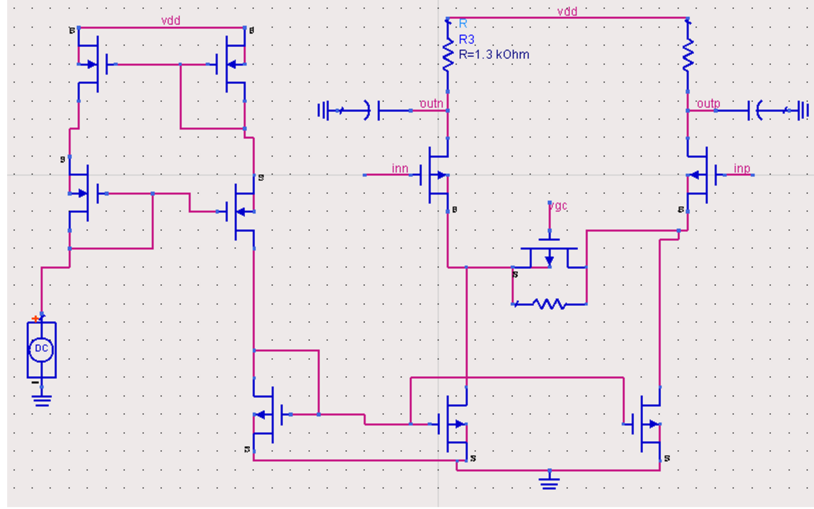 vdd
vdd
R
R3
R=1.3 kOhm
outn
outp
inn
inp
vgc
DC